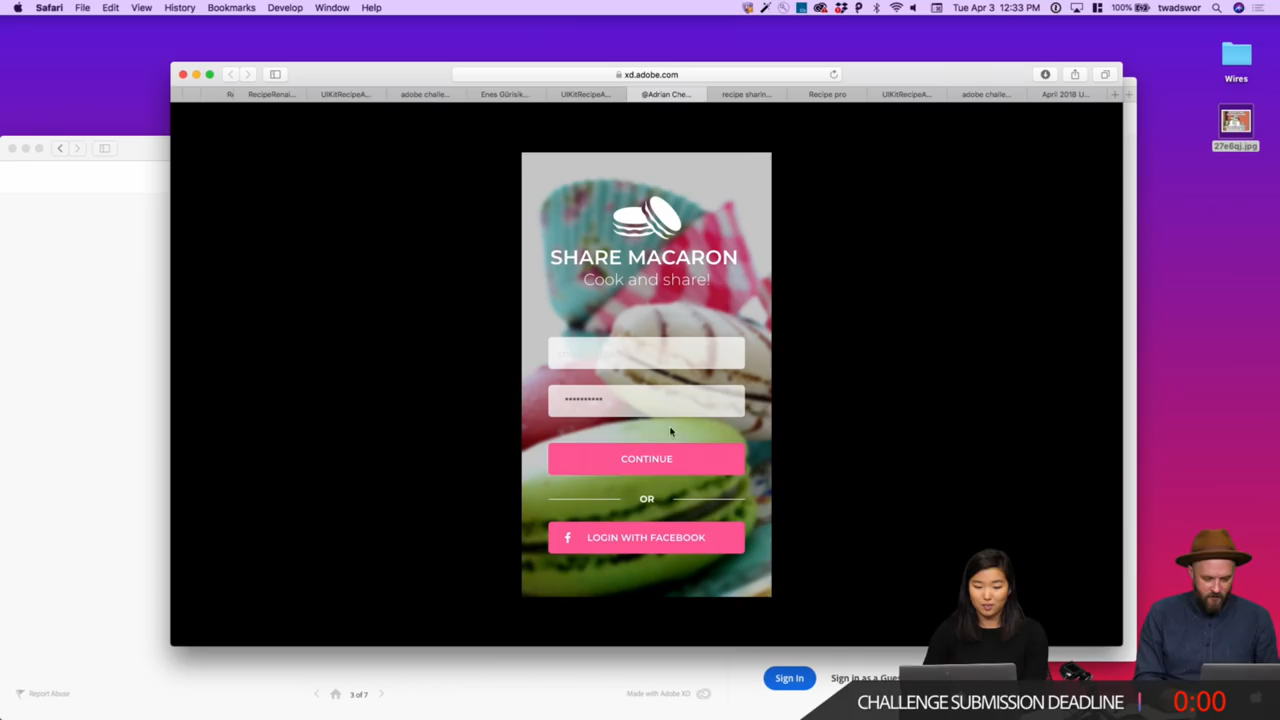 Safari File Edit View History Bookmarks Develop Window Help
100% Tue Apr 3 12:33 PM twadswor
Wires
27e6qj.jpg
xd.adobe.com
RecipeRenai... UIKitRecipeA... adobe challe... Enes Gürisik... UIKitRecipeA... @Adrian Che... recipe sharin... Recipe pro UIKitRecipeA... adobe challe... April 2018 U...
SHARE MACARON
Cook and share!
**********
CONTINUE
OR
f LOGIN WITH FACEBOOK
Report Abuse
3 of 7
Made with Adobe XD
Sign In
Sign in as a Gues
CHALLENGE SUBMISSION DEADLINE | 0:00